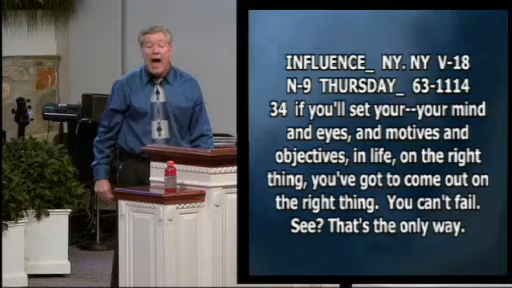 INFLUENCE_ NY. NY V-18
N-9 THURSDAY_ 63-1114
34 if you'll set your--your mind
and eyes, and motives and
objectives, in life, on the right
thing, you've got to come out on
the right thing. You can't fail.
See? That's the only way.